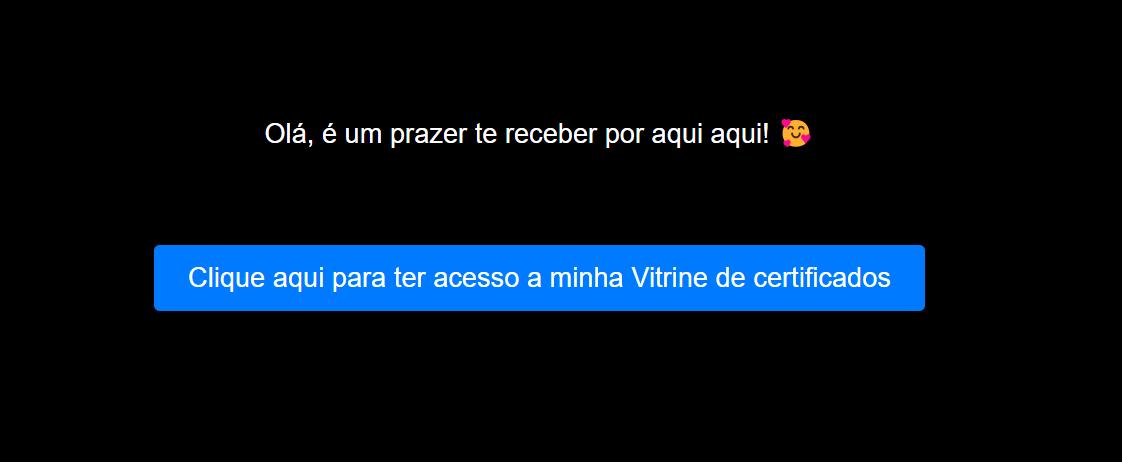 Olá, é um prazer te receber por aqui aqui! 🥰
Clique aqui para ter acesso a minha Vitrine de certificados